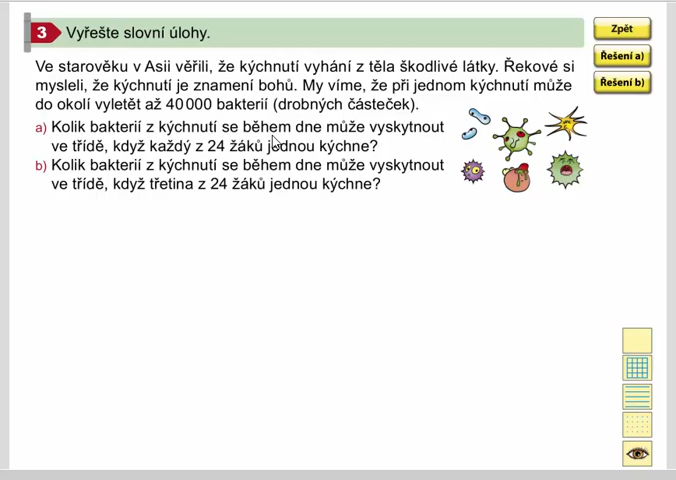 3 Vyřešte slovní úlohy.
Ve starověku v Asii věřili, že kýchnutí vyhání z těla škodlivé látky. Řekové si
mysleli, že kýchnutí je znamení bohů. My víme, že při jednom kýchnutí může
do okolí vyletět až 40 000 bakterií (drobných částeček).
a) Kolik bakterií z kýchnutí se během dne může vyskytnout
ve třídě, když každý z 24 žáků jednou kýchne?
b) Kolik bakterií z kýchnutí se během dne může vyskytnout
ve třídě, když třetina z 24 žáků jednou kýchne?
Zpět
Řešení a)
Řešení b)